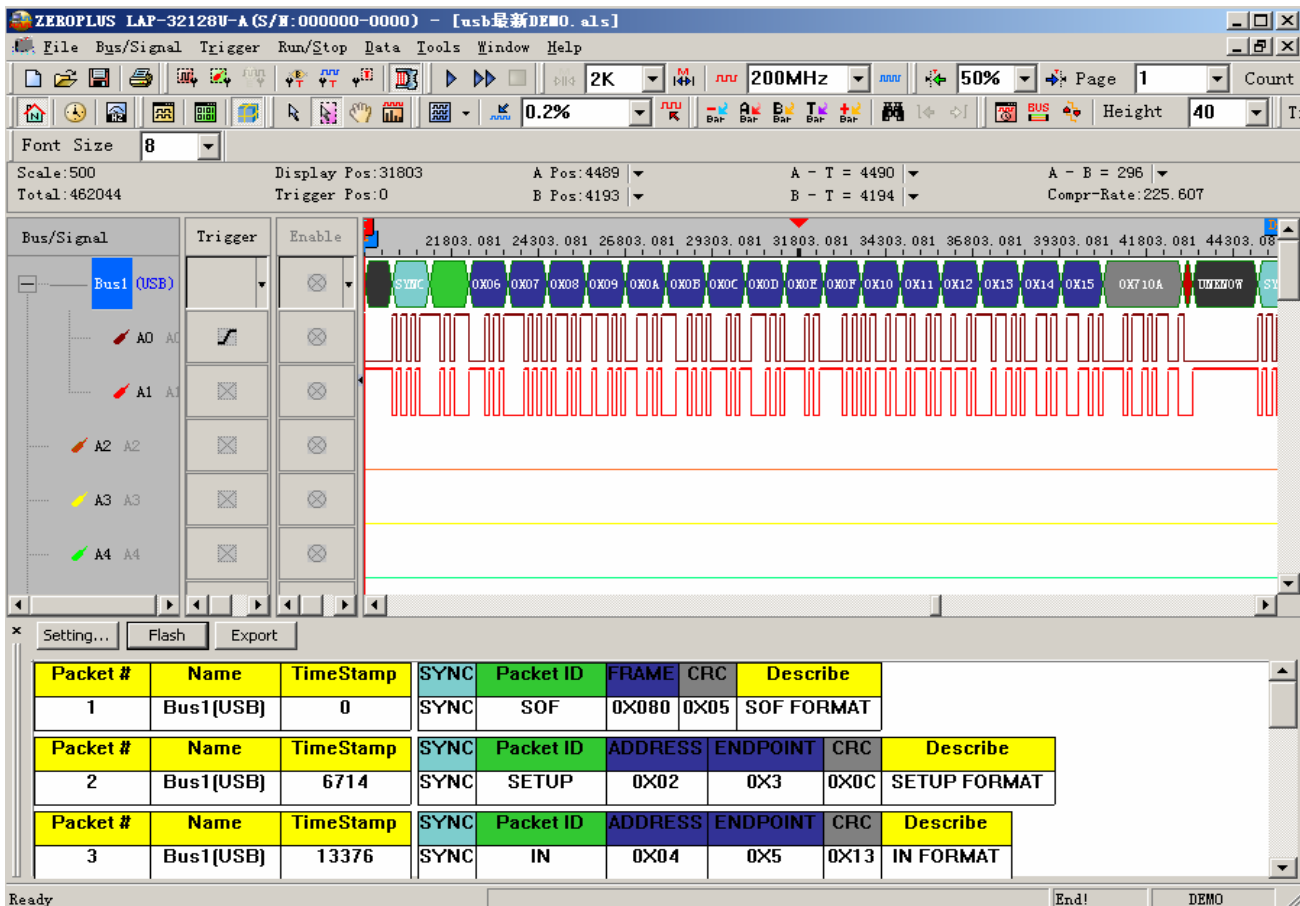 ZEROPLUS LAP-32128U-A(S/N:000000-0000) - [usb最新DEMO.als]
File Bus/Signal Trigger Run/Stop Data Tools Window Help
2K 200MHz 50% Page 1 Count
0.2% Bar Bar Bar Bar Bar BUS Height 40
Font Size 8
Scale:500 Display Pos:31803 A Pos:4489 A - T = 4490 A - B = 296
Total:462044 Trigger Pos:0 B Pos:4193 B - T = 4194 Compr-Rate:225.607
Bus/Signal Trigger Enable 21803.081 24303.081 26803.081 29303.081 31803.081 34303.081 36803.081 39303.081 41803.081 44303.08
Bus1 (USB) SYNC 0X06 0X07 0X08 0X09 0X0A 0X0B 0X0C 0X0D 0X0E 0X0F 0X10 0X11 0X12 0X13 0X14 0X15 0X710A UNKNOW SY
A0 A0
A1 A1
A2 A2
A3 A3
A4 A4
Setting... Flash Export
Packet # Name TimeStamp SYNC Packet ID FRAME CRC Describe
1 Bus1(USB) 0 SYNC SOF 0X080 0X05 SOF FORMAT
Packet # Name TimeStamp SYNC Packet ID ADDRESS ENDPOINT CRC Describe
2 Bus1(USB) 6714 SYNC SETUP 0X02 0X3 0X0C SETUP FORMAT
Packet # Name TimeStamp SYNC Packet ID ADDRESS ENDPOINT CRC Describe
3 Bus1(USB) 13376 SYNC IN 0X04 0X5 0X13 IN FORMAT
Ready End! DEMO